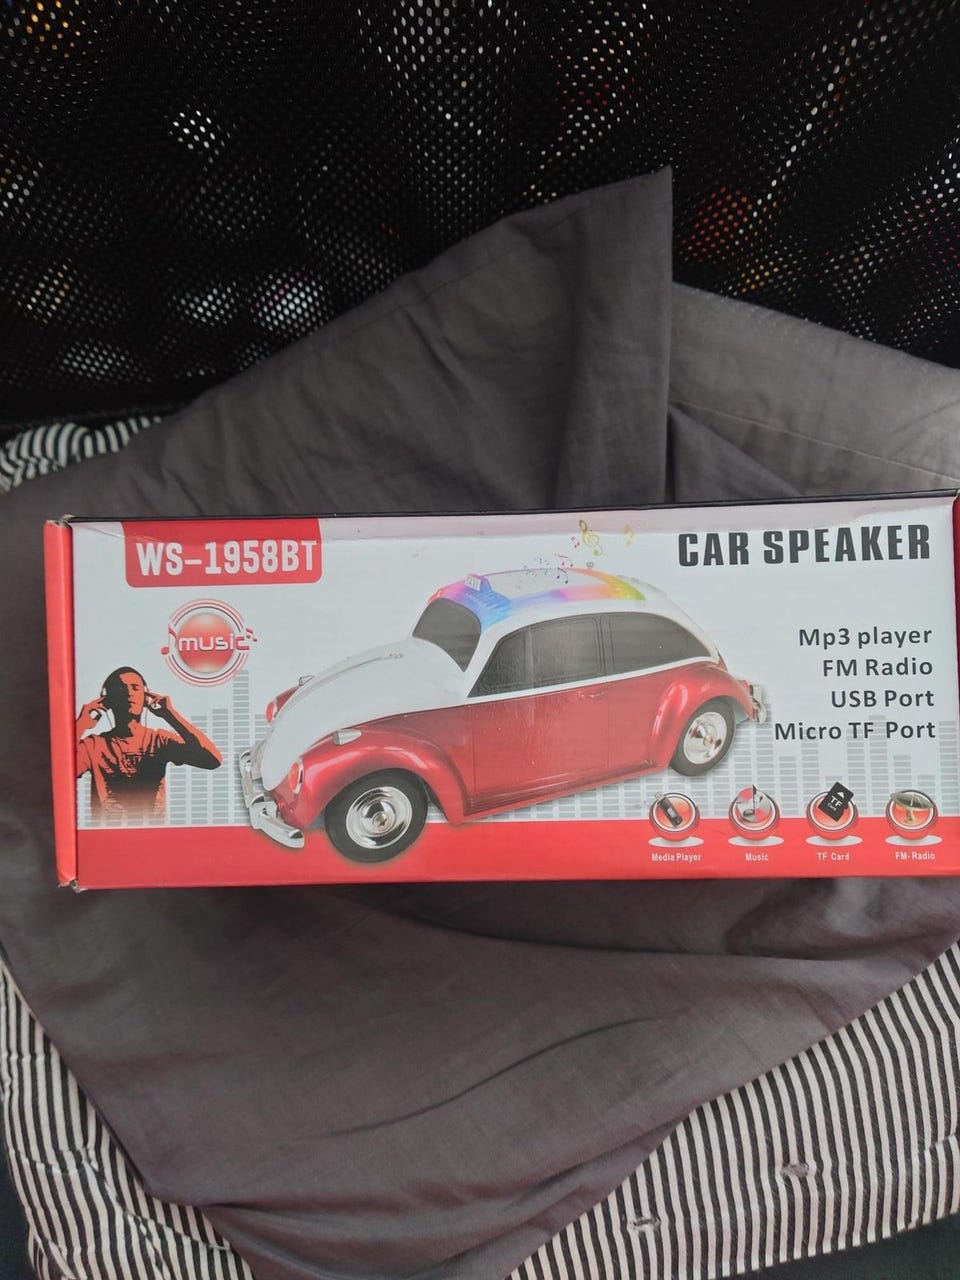 WS-1958BT
CAR SPEAKER
music
Mp3 player
FM Radio
USB Port
Micro TF Port
TF
Media Player
Music
TF Card
FM-Radio